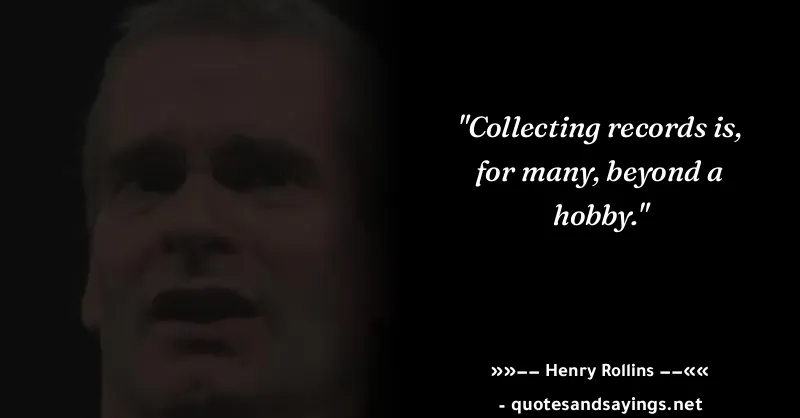 "Collecting records is,
for many, beyond a
hobby."
»»−− Henry Rollins −−««
- quotesandsayings.net